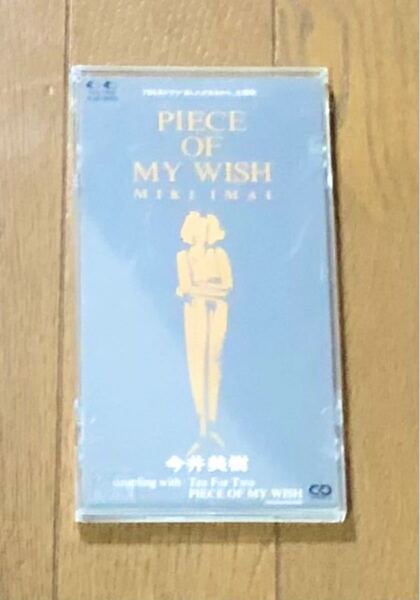 PIECE
OF
MY WISH
MIKI IMAI
今井美樹
coupling with Tea For Two
PIECE OF MY WISH